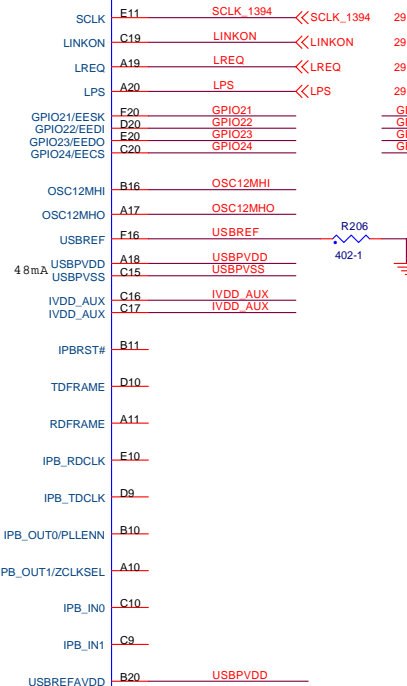 SCLK E11 SCLK_1394 SCLK_1394 29
LINKON C19 LINKON LINKON 29
LREQ A19 LREQ LREQ 29
LPS A20 LPS LPS 29
GPIO21/EESK F20 GPIO21
GPIO22/EEDI D20 GPIO22
GPIO23/EEDO E20 GPIO23
GPIO24/EECS C20 GPIO24
OSC12MHI B16 OSC12MHI
OSC12MHO A17 OSC12MHO
USBREF F16 USBREF R206
402-1
48mA USBPVDD A18 USBPVDD
USBPVSS C15 USBPVSS
IVDD_AUX C16 IVDD_AUX
IVDD_AUX C17 IVDD_AUX
IPBRST# B11
TDFRAME D10
RDFRAME A11
IPB_RDCLK E10
IPB_TDCLK D9
IPB_OUT0/PLLENN B10
PB_OUT1/ZCLKSEL A10
IPB_IN0 C10
IPB_IN1 C9
USBREFAVDD B20 USBPVDD